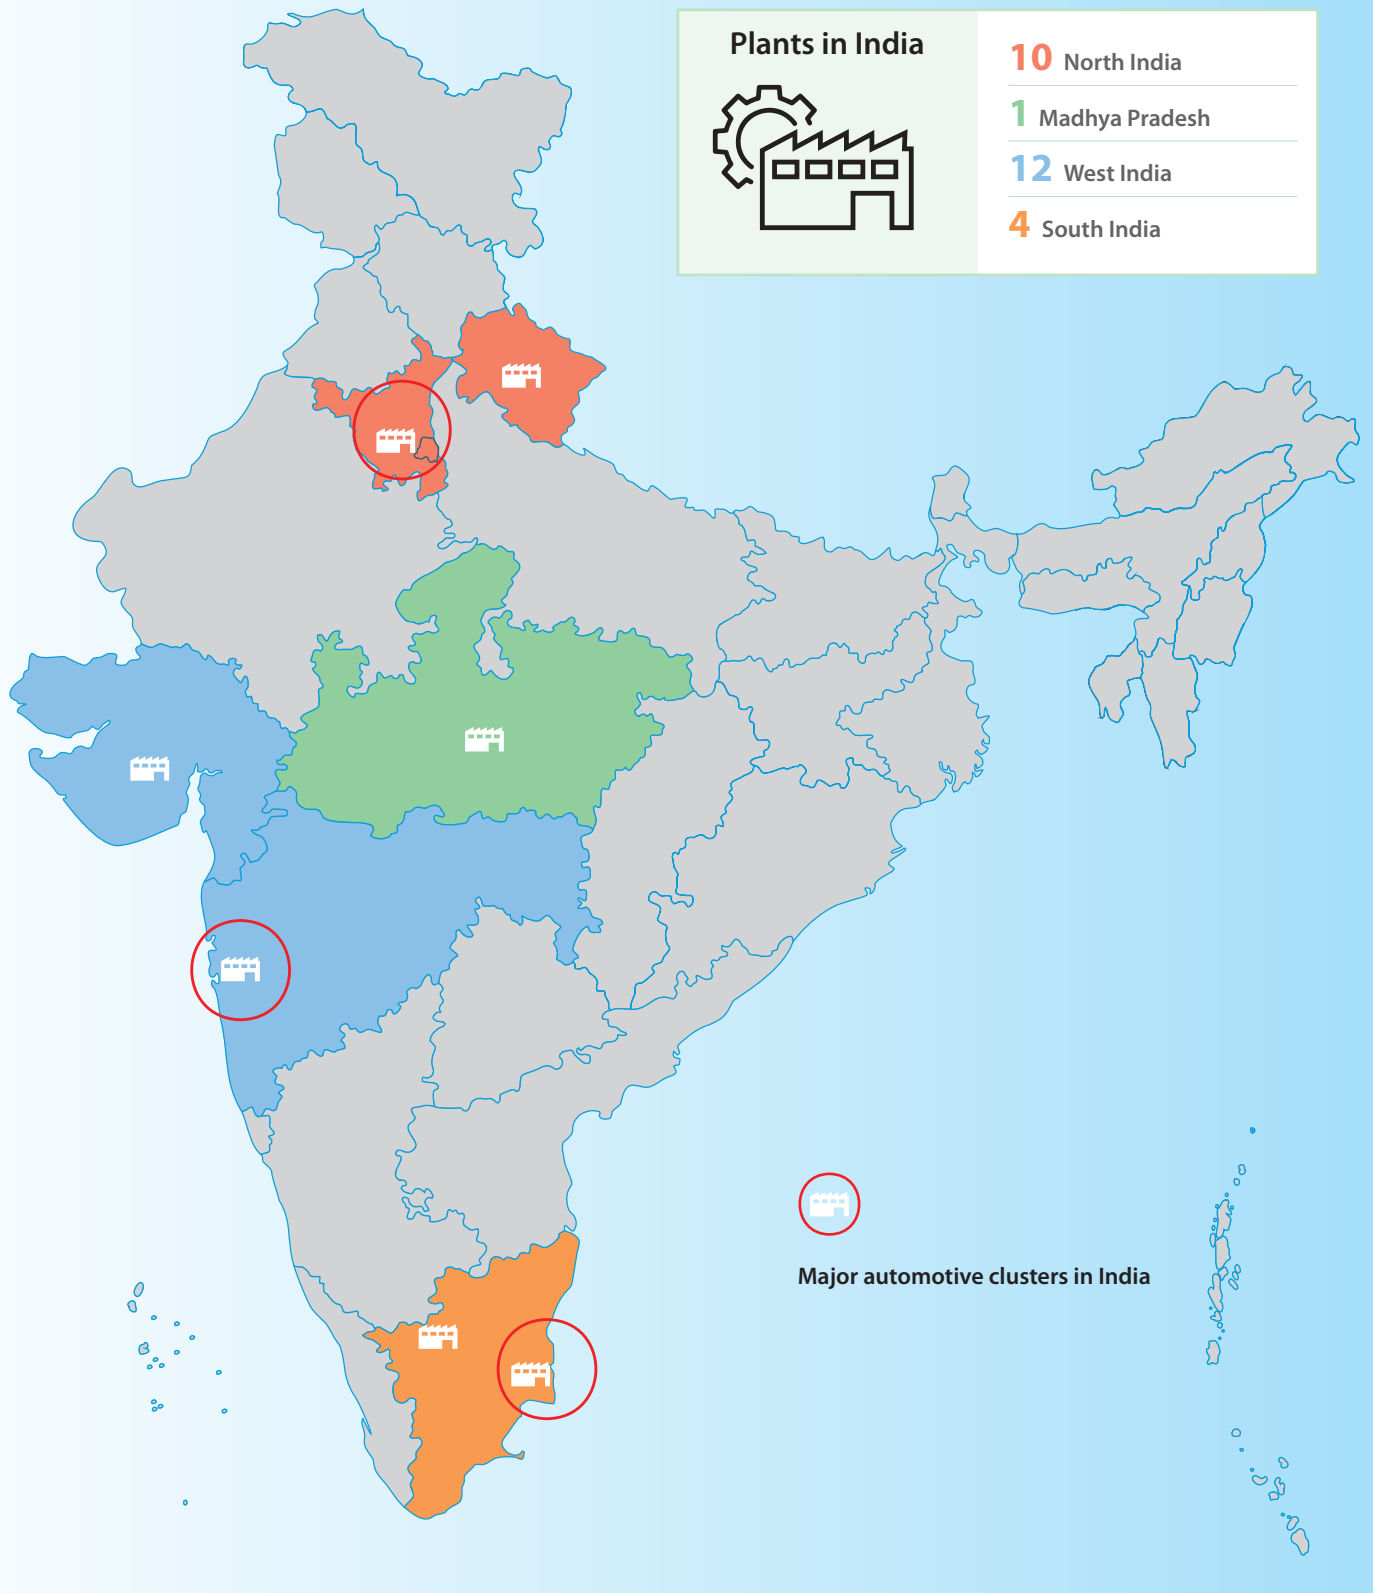 Plants in India
10 North India
1 Madhya Pradesh
12 West India
4 South India
Major automotive clusters in India